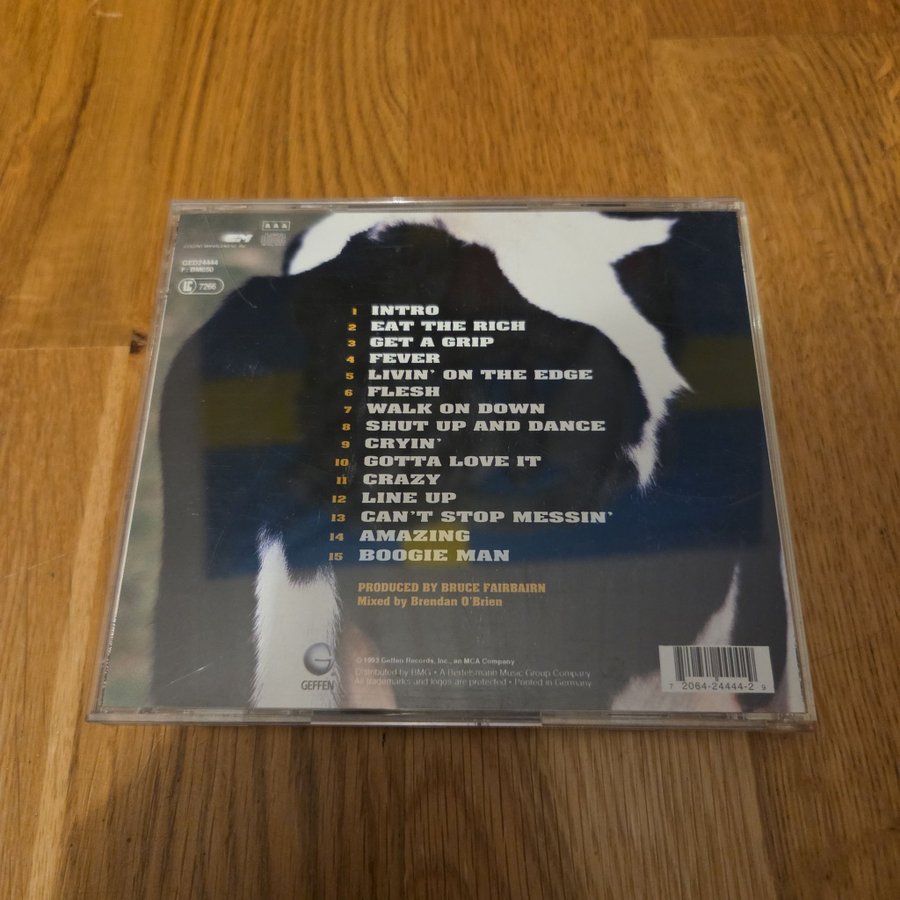 AAA
GED24444
F: BM650
LC 7266
1 INTRO
2 EAT THE RICH
3 GET A GRIP
4 FEVER
5 LIVIN' ON THE EDGE
6 FLESH
7 WALK ON DOWN
8 SHUT UP AND DANCE
9 CRYIN'
10 GOTTA LOVE IT
11 CRAZY
12 LINE UP
13 CAN'T STOP MESSIN'
14 AMAZING
15 BOOGIE MAN
PRODUCED BY BRUCE FAIRBAIRN
Mixed by Brendan O'Brien
GEFFEN
© 1993 Geffen Records, Inc., an MCA Company
Distributed by BMG • A Bertelsmann Music Group Company
All trademarks and logos are protected • Printed in Germany
7 2064-24444-2 9